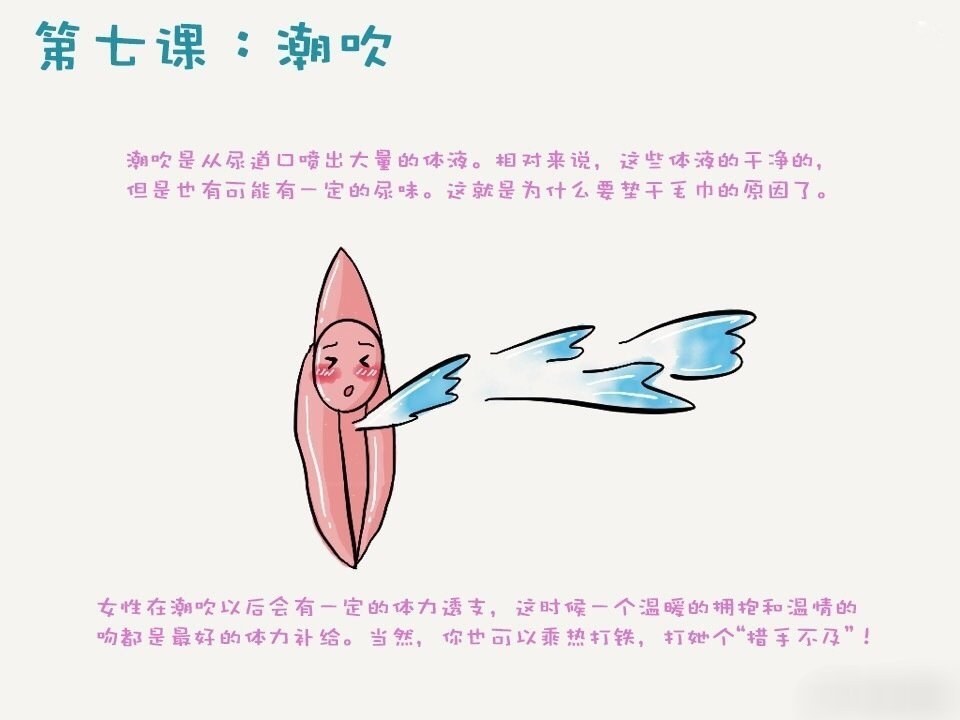 第七课：潮吹
潮吹是从尿道口喷出大量的体液。相对来说，这些体液的干净的，
但是也有可能有一定的尿味。这就是为什么要垫干毛巾的原因了。
女性在潮吹以后会有一定的体力透支，这时候一个温暖的拥抱和温情的
吻都是最好的体力补给。当然，你也可以乘热打铁，打她个“措手不及”！